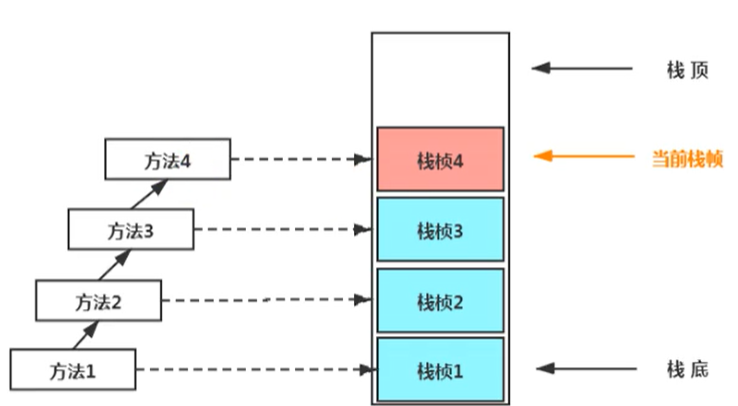 栈 顶
方法4
栈桢4
当前栈帧
方法3
栈桢3
方法2
栈桢2
方法1
栈桢1
栈 底